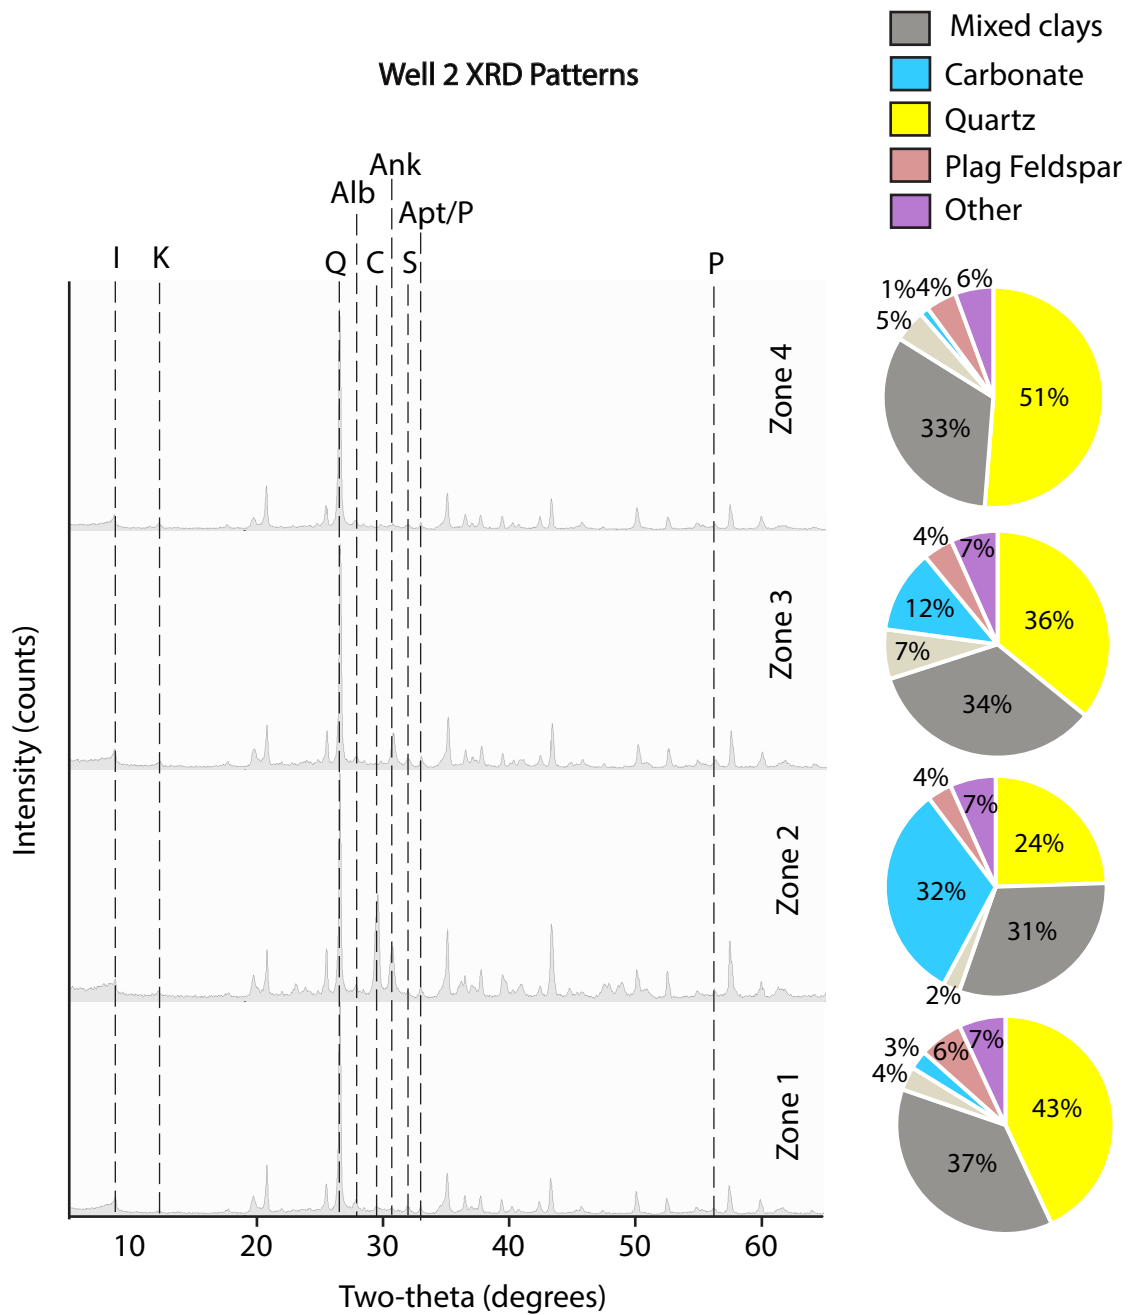 Mixed clays
Carbonate
Quartz
Plag Feldspar
Other
Well 2 XRD Patterns
Ank
Alb
Apt/P
I K Q C S P
Zone 4
Zone 3
Zone 2
Zone 1
Intensity (counts)
10 20 30 40 50 60
Two-theta (degrees)
1% 4% 6%
5%
51%
33%
4% 7%
12% 36%
7%
34%
4% 7%
24%
32%
31%
2%
3% 6% 7%
4%
43%
37%